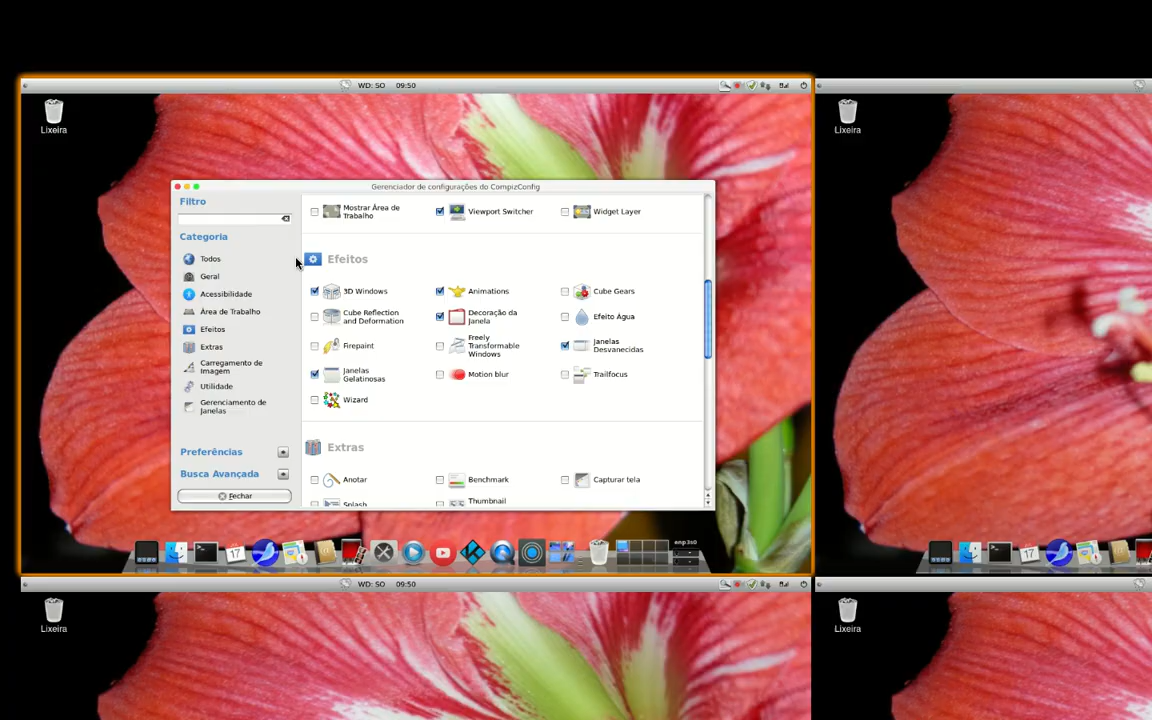 WD: SO 09:50
Lixeira
Lixeira
Gerenciador de configurações do CompizConfig
Filtro
Categoria
Todos
Geral
Acessibilidade
Área de Trabalho
Efeitos
Extras
Carregamento de
Imagem
Utilidade
Gerenciamento de
Janelas
Preferências
Busca Avançada
Fechar
Mostrar Área de
Trabalho
Viewport Switcher
Widget Layer
Efeitos
3D Windows
Animations
Cube Gears
Cube Reflection
and Deformation
Decoração da
Janela
Efeito Água
Firepaint
Freely
Transformable
Windows
Janelas
Desvanecidas
Janelas
Gelatinosas
Motion blur
Trailfocus
Wizard
Extras
Anotar
Benchmark
Capturar tela
Splash
Thumbnail
17
enp3s0
17
WD: SO 09:50
Lixeira
Lixeira